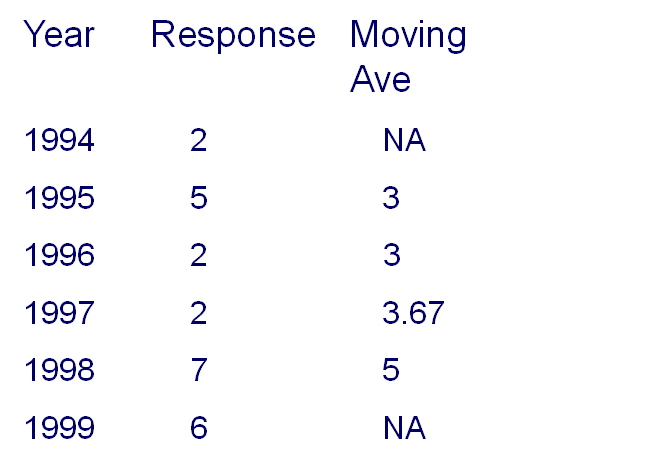 Year Response Moving
Ave
1994 2 NA
1995 5 3
1996 2 3
1997 2 3.67
1998 7 5
1999 6 NA